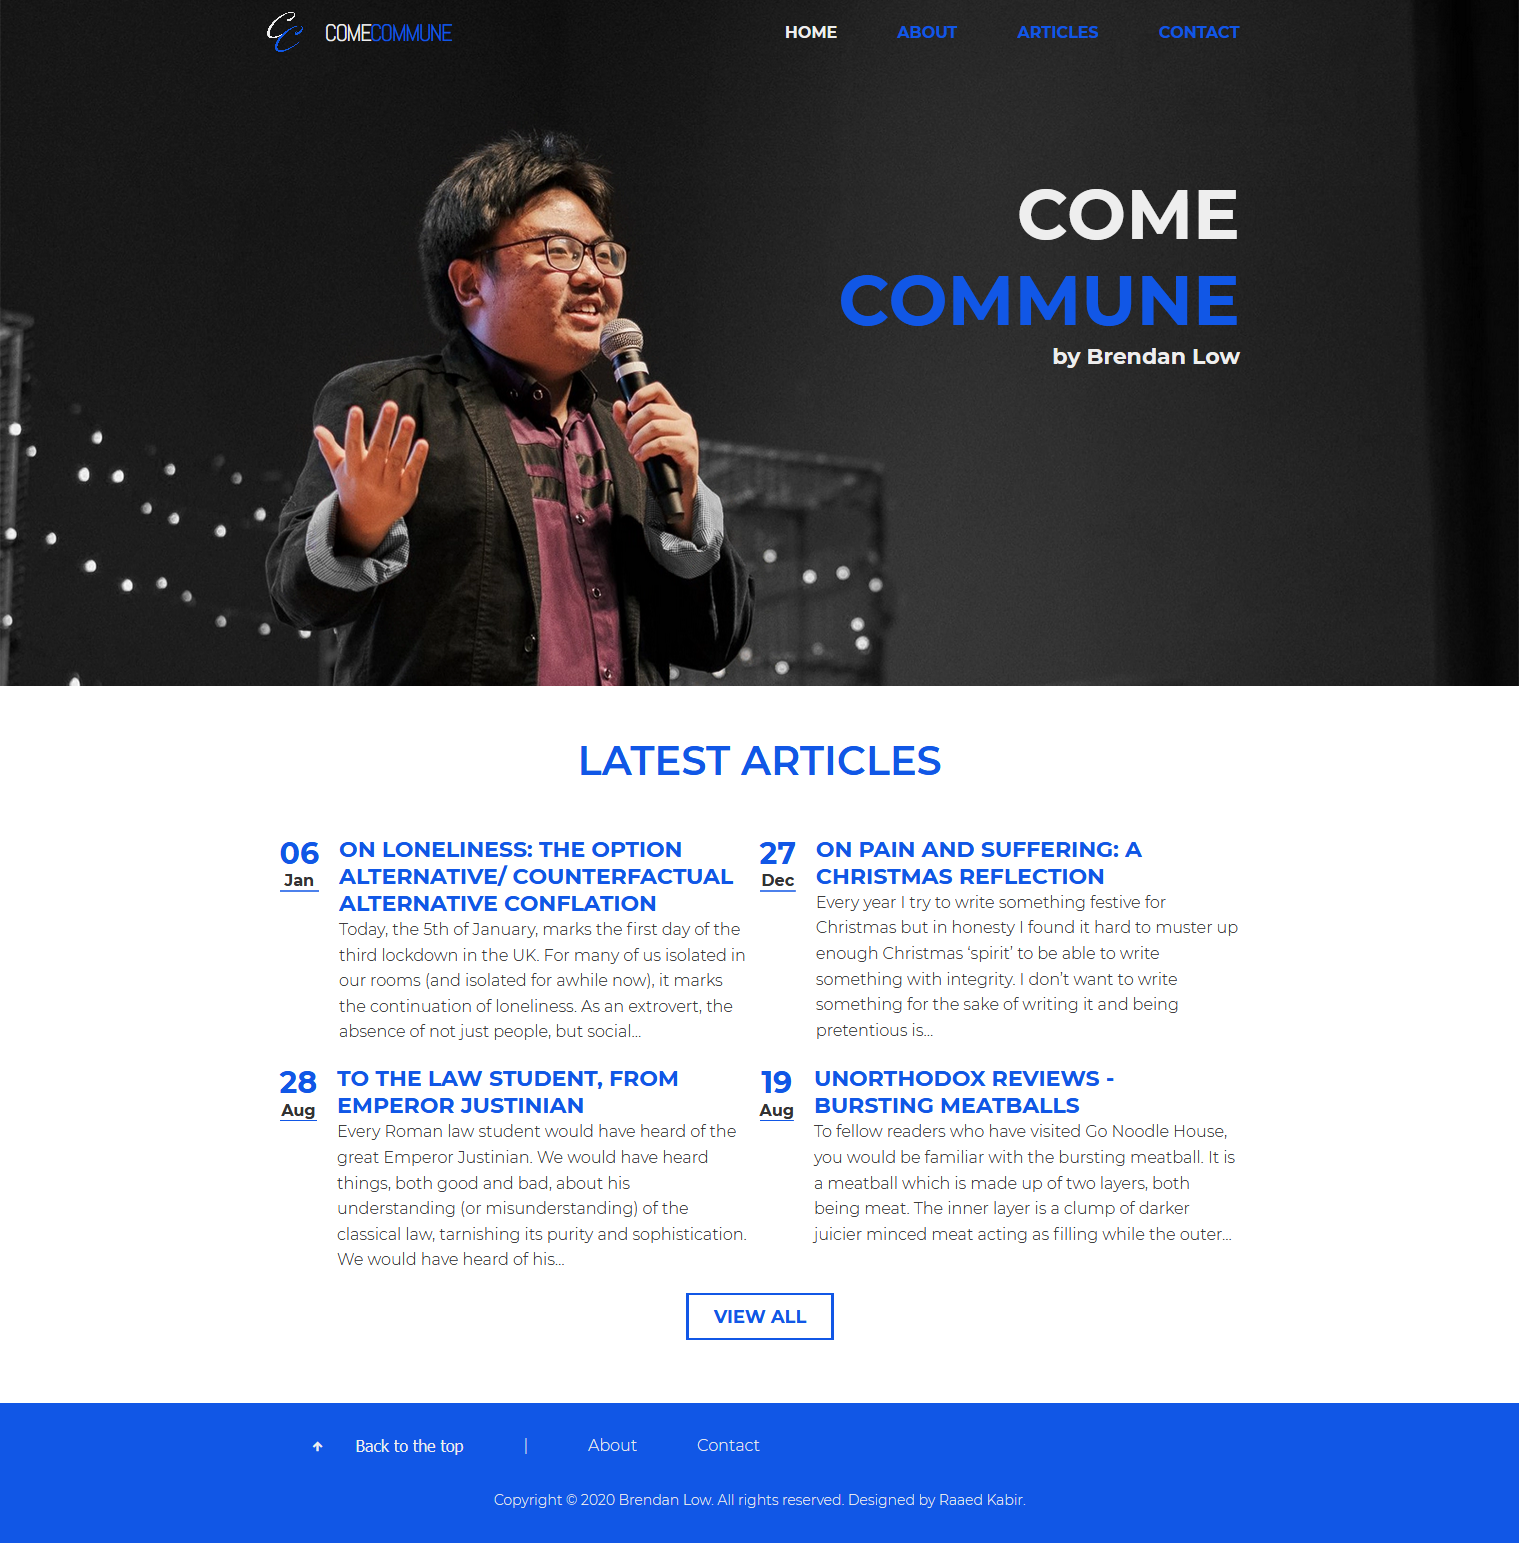 CC COMECOMMUNE
HOME ABOUT ARTICLES CONTACT
COME
COMMUNE
by Brendan Low
LATEST ARTICLES
06
Jan
ON LONELINESS: THE OPTION
ALTERNATIVE/ COUNTERFACTUAL
ALTERNATIVE CONFLATION
Today, the 5th of January, marks the first day of the
third lockdown in the UK. For many of us isolated in
our rooms (and isolated for awhile now), it marks
the continuation of loneliness. As an extrovert, the
absence of not just people, but social...
27
Dec
ON PAIN AND SUFFERING: A
CHRISTMAS REFLECTION
Every year I try to write something festive for
Christmas but in honesty I found it hard to muster up
enough Christmas ‘spirit’ to be able to write
something with integrity. I don’t want to write
something for the sake of writing it and being
pretentious is...
28
Aug
TO THE LAW STUDENT, FROM
EMPEROR JUSTINIAN
Every Roman law student would have heard of the
great Emperor Justinian. We would have heard
things, both good and bad, about his
understanding (or misunderstanding) of the
classical law, tarnishing its purity and sophistication.
We would have heard of his...
19
Aug
UNORTHODOX REVIEWS -
BURSTING MEATBALLS
To fellow readers who have visited Go Noodle House,
you would be familiar with the bursting meatball. It is
a meatball which is made up of two layers, both
being meat. The inner layer is a clump of darker
juicier minced meat acting as filling while the outer...
VIEW ALL
Back to the top | About Contact
Copyright © 2020 Brendan Low. All rights reserved. Designed by Raaed Kabir.